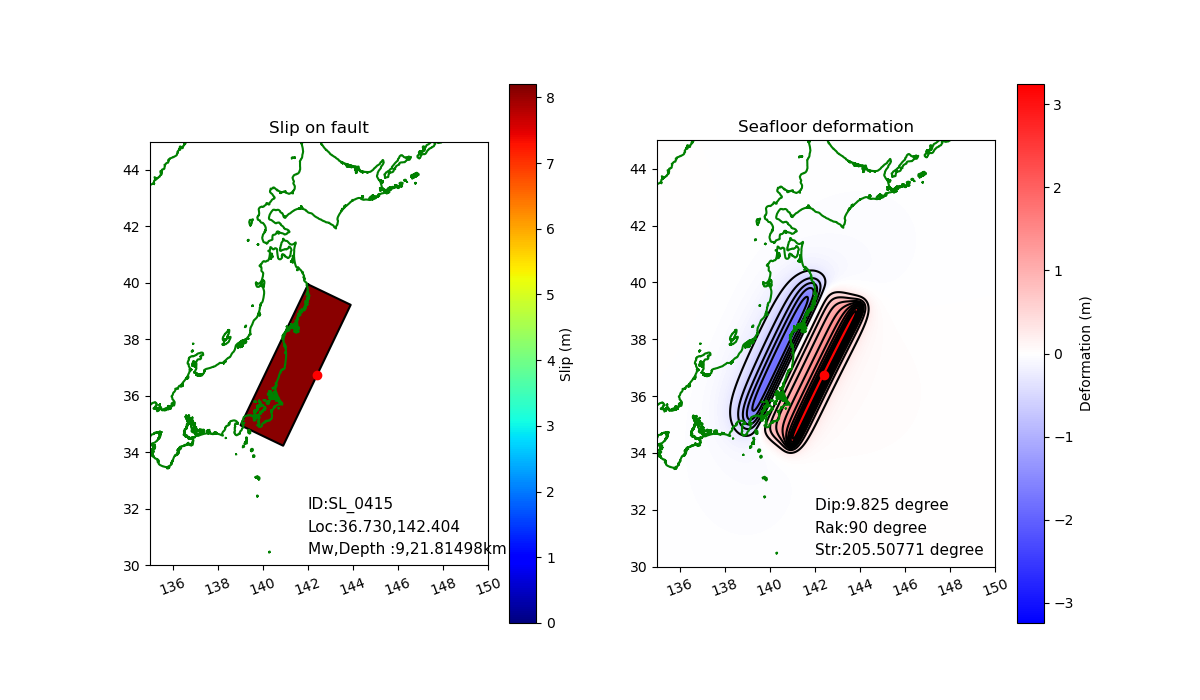 Slip on fault
44
42
40
38
36
34
32
30
136 138 140 142 144 146 148 150
ID:SL_0415
Loc:36.730,142.404
Mw,Depth :9,21.81498km
8
7
6
5
4
3
2
1
0
Slip (m)
Seafloor deformation
44
42
40
38
36
34
32
30
136 138 140 142 144 146 148 150
Dip:9.825 degree
Rak:90 degree
Str:205.50771 degree
3
2
1
0
−1
−2
−3
Deformation (m)